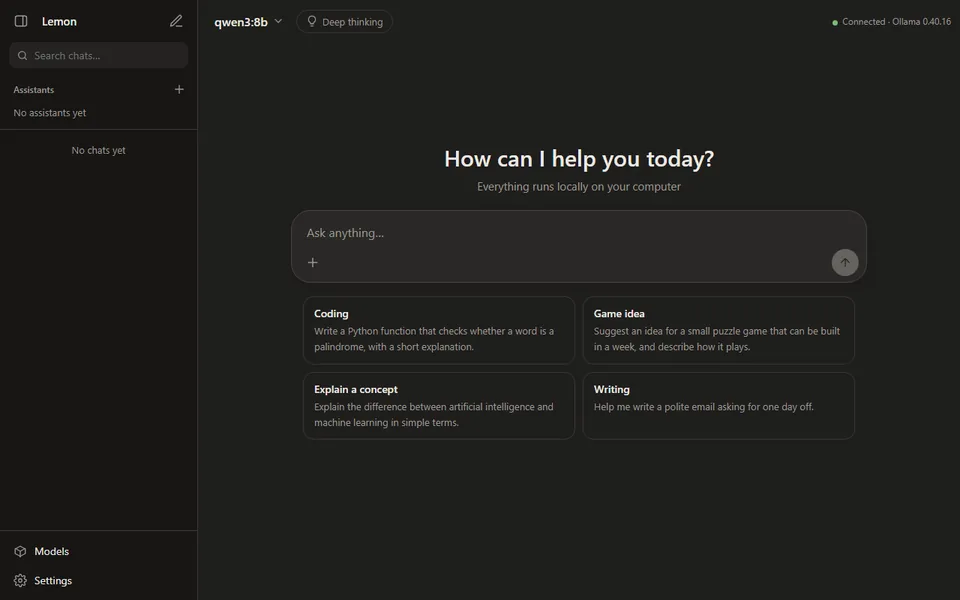 Lemon
Search chats...
Assistants
No assistants yet
No chats yet
Models
Settings
qwen3:8b
Deep thinking
Connected · Ollama 0.40.16
How can I help you today?
Everything runs locally on your computer
Ask anything...
Coding
Write a Python function that checks whether a word is a
palindrome, with a short explanation.
Game idea
Suggest an idea for a small puzzle game that can be built
in a week, and describe how it plays.
Explain a concept
Explain the difference between artificial intelligence and
machine learning in simple terms.
Writing
Help me write a polite email asking for one day off.